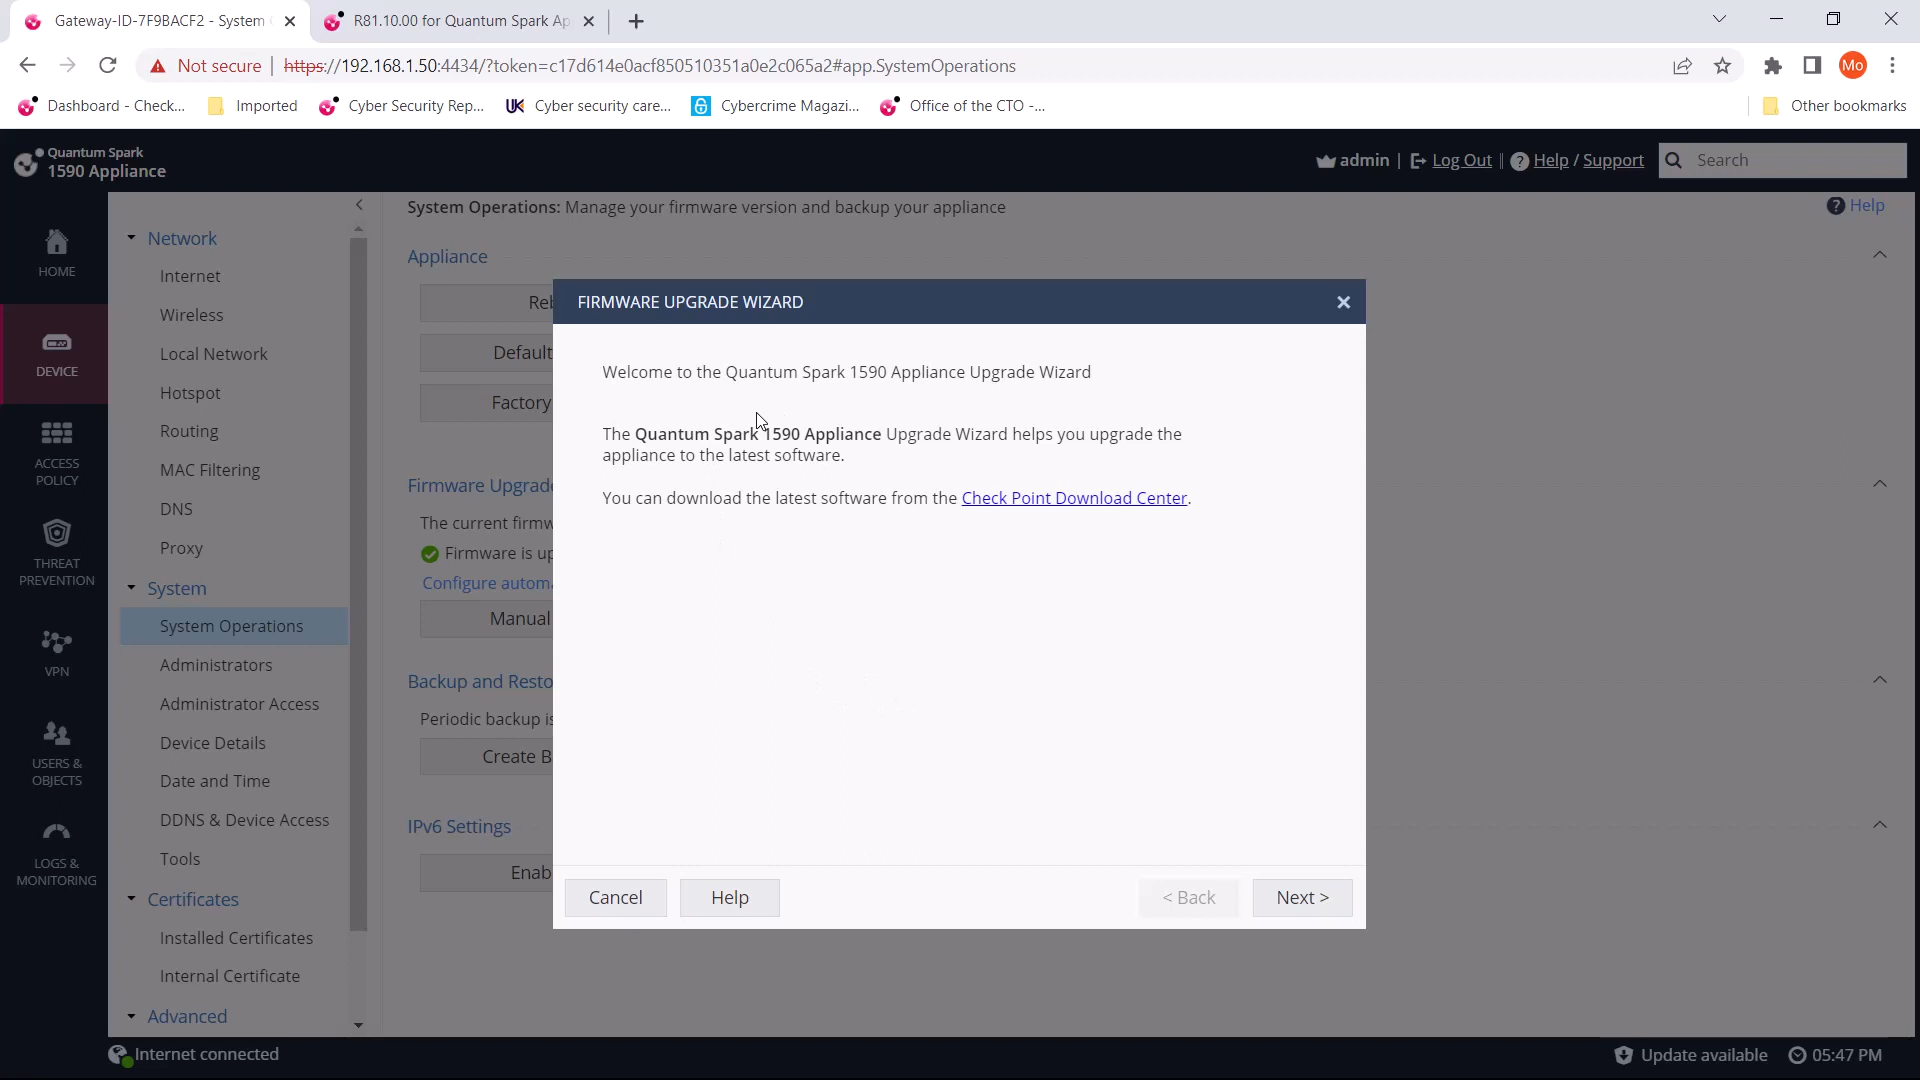 Gateway-ID-7F9BACF2 - System
R81.10.00 for Quantum Spark Ap
Not secure | https://192.168.1.50:4434/?token=c17d614e0acf850510351a0e2c065a2#app.SystemOperations
Mo
Dashboard - Check...
Imported
Cyber Security Rep...
UK Cyber security care...
Cybercrime Magazi...
Office of the CTO -...
Other bookmarks
Quantum Spark
1590 Appliance
admin | Log Out | Help / Support
Search
HOME
DEVICE
ACCESS
POLICY
THREAT
PREVENTION
VPN
USERS &
OBJECTS
LOGS &
MONITORING
Network
Internet
Wireless
Local Network
Hotspot
Routing
MAC Filtering
DNS
Proxy
System
System Operations
Administrators
Administrator Access
Device Details
Date and Time
DDNS & Device Access
Tools
Certificates
Installed Certificates
Internal Certificate
Advanced
System Operations: Manage your firmware version and backup your appliance
Help
Appliance
Reb
Default
Factory
Firmware Upgrade
The current firmw
Firmware is up
Configure automa
Manual
Backup and Resto
Periodic backup is
Create B
IPv6 Settings
Enab
FIRMWARE UPGRADE WIZARD
Welcome to the Quantum Spark 1590 Appliance Upgrade Wizard
The Quantum Spark 1590 Appliance Upgrade Wizard helps you upgrade the
appliance to the latest software.
You can download the latest software from the Check Point Download Center.
Cancel
Help
< Back
Next >
Internet connected
Update available
05:47 PM